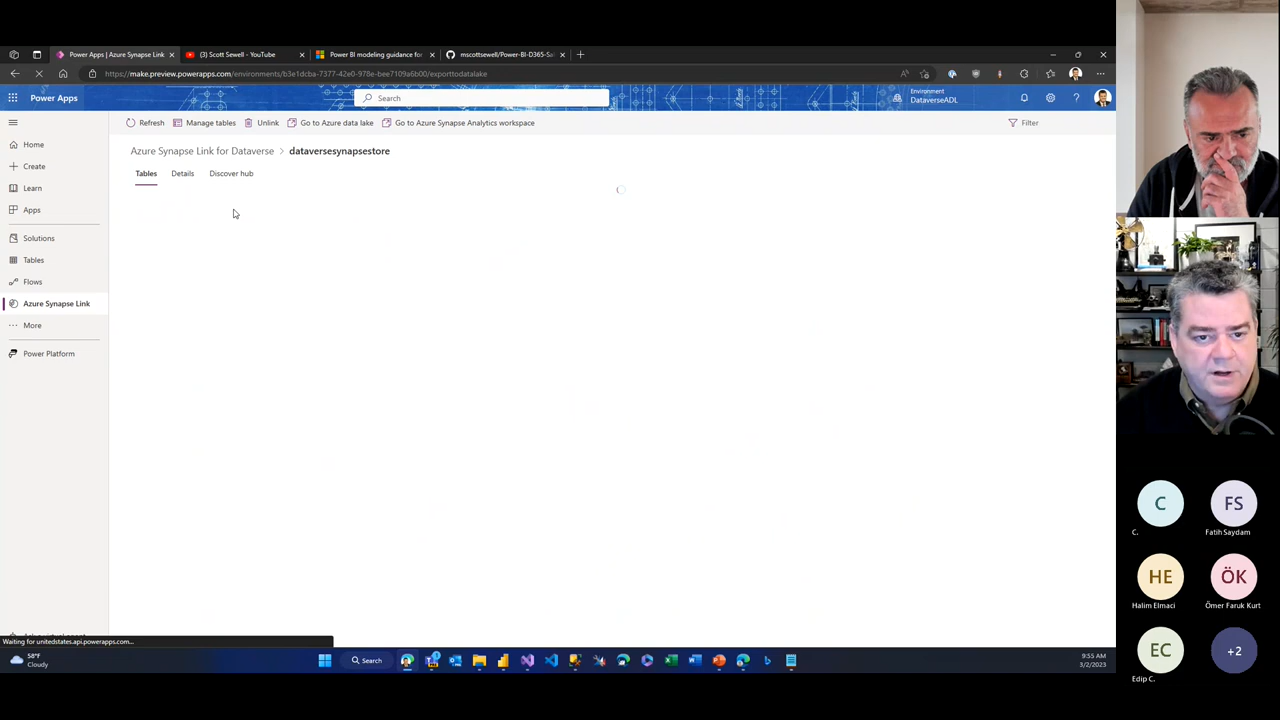 Power Apps | Azure Synapse Link
(3) Scott Sewell - YouTube
Power BI modeling guidance for
mscottsewell/Power-BI-D365-Sa
https://make.preview.powerapps.com/environments/b3e1dcba-7377-42e0-978e-bee7109a6b00/exporttodatalake
Power Apps
Search
Environment
DataverseADL
Refresh
Manage tables
Unlink
Go to Azure data lake
Go to Azure Synapse Analytics workspace
Filter
Azure Synapse Link for Dataverse > dataversesynapsestore
Tables
Details
Discover hub
Home
Create
Learn
Apps
Solutions
Tables
Flows
Azure Synapse Link
More
Power Platform
Waiting for unitedstates.api.powerapps.com...
58°F
Cloudy
Search
9:55 AM
3/2/2023
C
C.
FS
Fatih Saydam
HE
Halim Elmaci
ÖK
Ömer Faruk Kurt
EC
Edip C.
+2